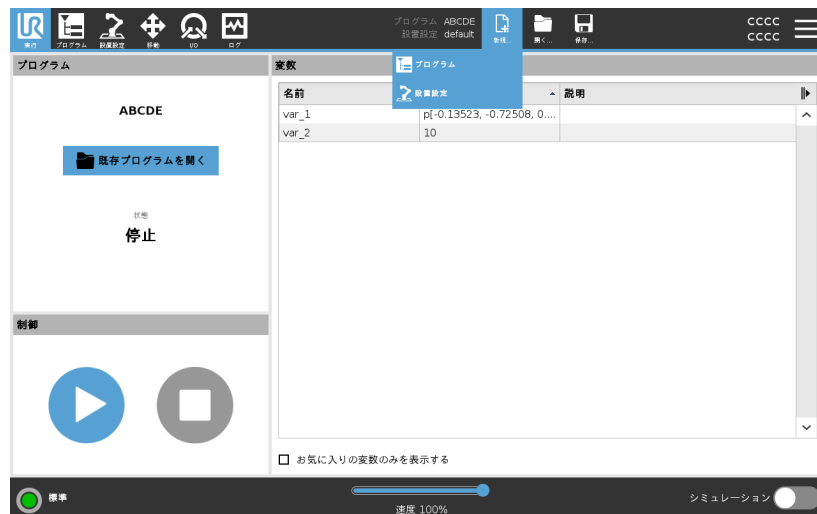 UR
プログラム ABCDE
設置設定 default
cccc
cccc
実行 プログラム 設置設定 移動 I/O ログ
新規... 開く... 保存...
プログラム
設置設定
プログラム
ABCDE
既存プログラムを開く
状態
停止
制御
変数
名前 説明
var_1 p[-0.13523, -0.72508, 0....
var_2 10
お気に入りの変数のみを表示する
標準
速度 100%
シミュレーション